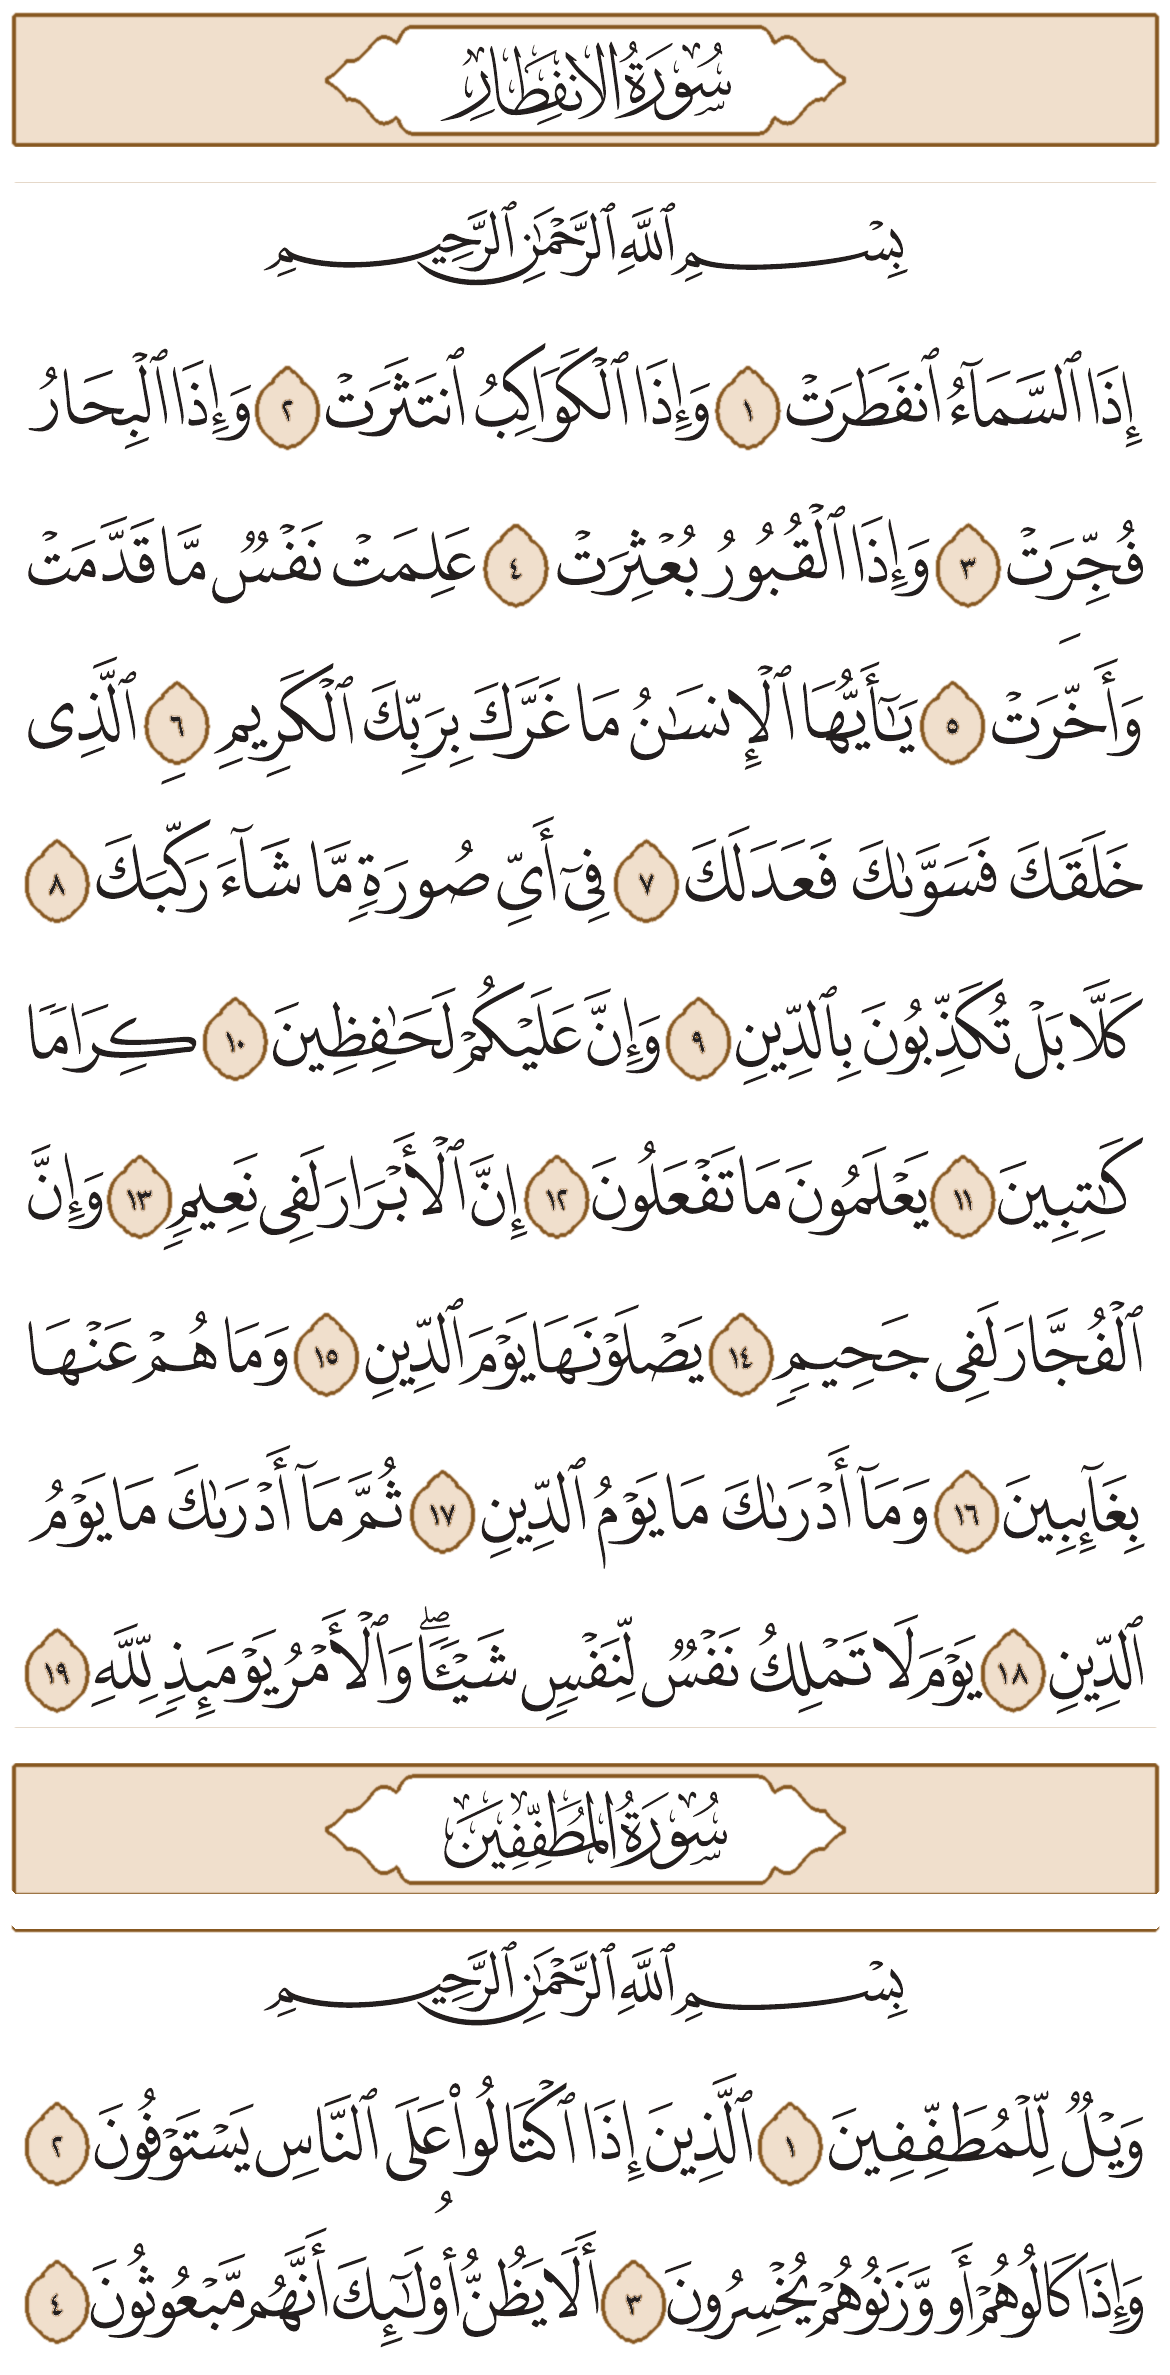 سُورَةُ الانفِطَارِ
بِسْمِ ٱللَّهِ ٱلرَّحْمَٰنِ ٱلرَّحِيمِ
إِذَا ٱلسَّمَآءُ ٱنفَطَرَتْ ١ وَإِذَا ٱلْكَوَاكِبُ ٱنتَثَرَتْ ٢ وَإِذَا ٱلْبِحَارُ
فُجِّرَتْ ٣ وَإِذَا ٱلْقُبُورُ بُعْثِرَتْ ٤ عَلِمَتْ نَفْسٌ مَّا قَدَّمَتْ
وَأَخَّرَتْ ٥ يَٰٓأَيُّهَا ٱلْإِنسَٰنُ مَا غَرَّكَ بِرَبِّكَ ٱلْكَرِيمِ ٦ ٱلَّذِى
خَلَقَكَ فَسَوَّىٰكَ فَعَدَلَكَ ٧ فِىٓ أَىِّ صُورَةٍ مَّا شَآءَ رَكَّبَكَ ٨
كَلَّا بَلْ تُكَذِّبُونَ بِٱلدِّينِ ٩ وَإِنَّ عَلَيْكُمْ لَحَٰفِظِينَ ١٠ كِرَامًا
كَٰتِبِينَ ١١ يَعْلَمُونَ مَا تَفْعَلُونَ ١٢ إِنَّ ٱلْأَبْرَارَ لَفِى نَعِيمٍ ١٣ وَإِنَّ
ٱلْفُجَّارَ لَفِى جَحِيمٍ ١٤ يَصْلَوْنَهَا يَوْمَ ٱلدِّينِ ١٥ وَمَا هُمْ عَنْهَا
بِغَآئِبِينَ ١٦ وَمَآ أَدْرَىٰكَ مَا يَوْمُ ٱلدِّينِ ١٧ ثُمَّ مَآ أَدْرَىٰكَ مَا يَوْمُ
ٱلدِّينِ ١٨ يَوْمَ لَا تَمْلِكُ نَفْسٌ لِّنَفْسٍ شَيْـًٔا ۖ وَٱلْأَمْرُ يَوْمَئِذٍ لِّلَّهِ ١٩
سُورَةُ المُطَفِّفِينَ
بِسْمِ ٱللَّهِ ٱلرَّحْمَٰنِ ٱلرَّحِيمِ
وَيْلٌ لِّلْمُطَفِّفِينَ ١ ٱلَّذِينَ إِذَا ٱكْتَالُوا۟ عَلَى ٱلنَّاسِ يَسْتَوْفُونَ ٢
وَإِذَا كَالُوهُمْ أَو وَّزَنُوهُمْ يُخْسِرُونَ ٣ أَلَا يَظُنُّ أُو۟لَٰٓئِكَ أَنَّهُم مَّبْعُوثُونَ ٤